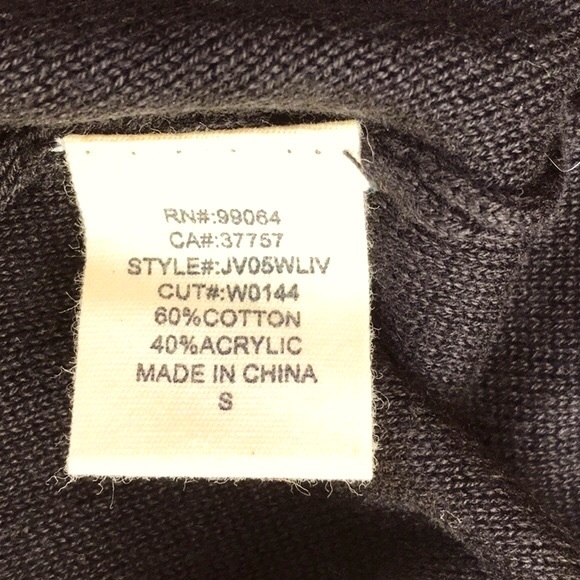 RN#:99064
CA#:37757
STYLE#:JV05WLIV
CUT#:W0144
60%COTTON
40%ACRYLIC
MADE IN CHINA
S